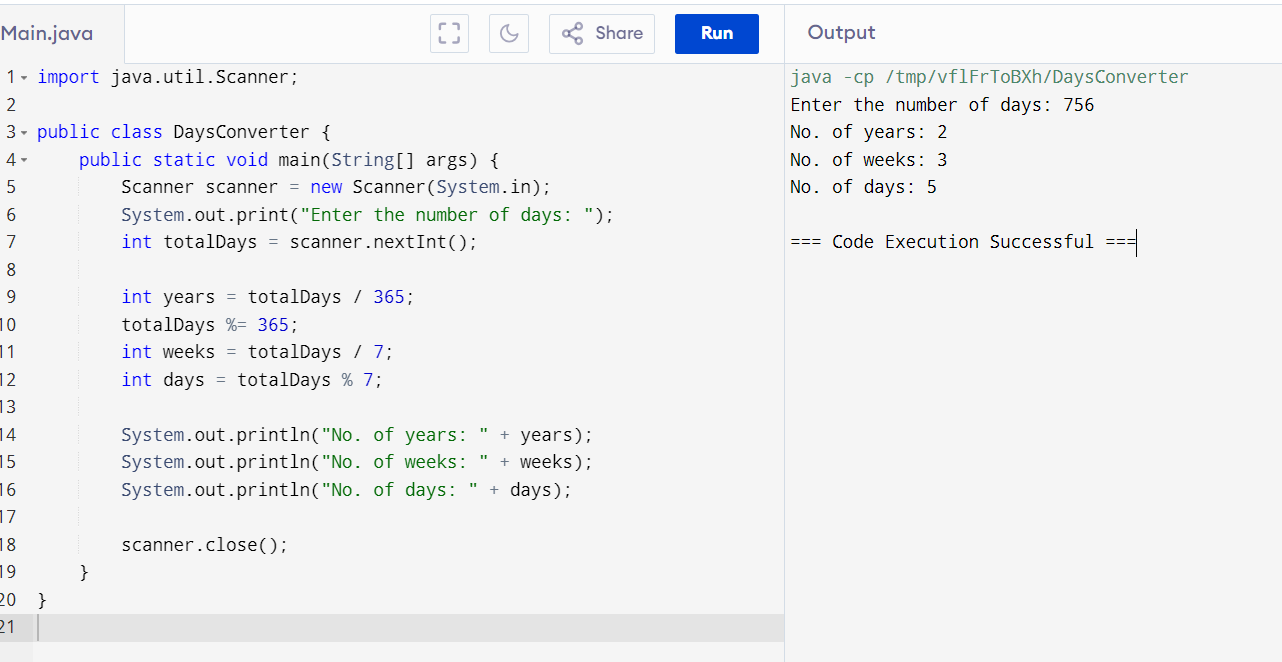 Main.java
Share
Run
Output
1 import java.util.Scanner;
2
3 public class DaysConverter {
4     public static void main(String[] args) {
5         Scanner scanner = new Scanner(System.in);
6         System.out.print("Enter the number of days: ");
7         int totalDays = scanner.nextInt();
8
9         int years = totalDays / 365;
10         totalDays %= 365;
11         int weeks = totalDays / 7;
12         int days = totalDays % 7;
13
14         System.out.println("No. of years: " + years);
15         System.out.println("No. of weeks: " + weeks);
16         System.out.println("No. of days: " + days);
17
18         scanner.close();
19     }
20 }
21
java -cp /tmp/vflFrToBXh/DaysConverter
Enter the number of days: 756
No. of years: 2
No. of weeks: 3
No. of days: 5
=== Code Execution Successful ===